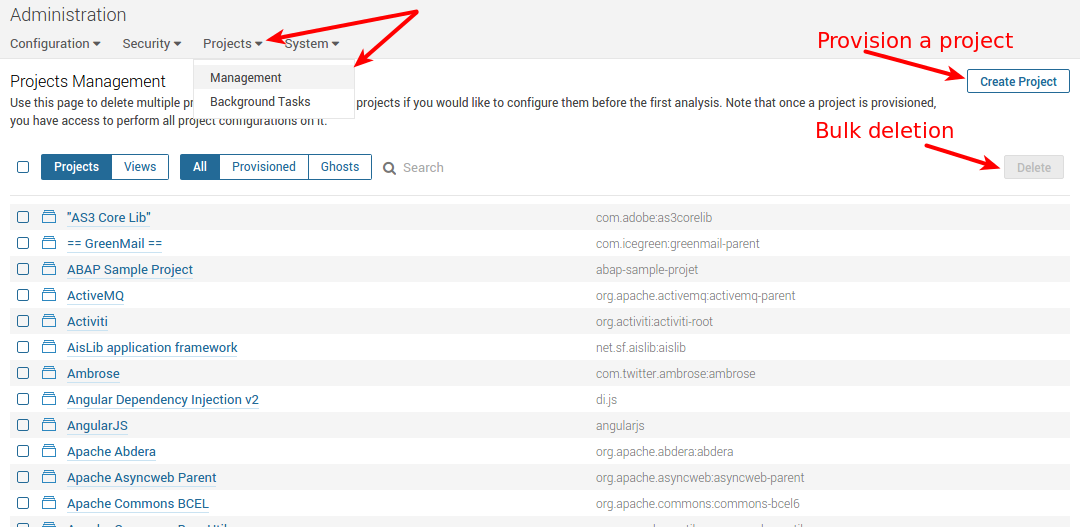 Administration
Configuration Security Projects System
Provision a project
Management
Background Tasks
Projects Management
Create Project
Use this page to delete multiple pr projects if you would like to configure them before the first analysis. Note that once a project is provisioned,
you have access to perform all project configurations on it.
Bulk deletion
Projects Views All Provisioned Ghosts Search Delete
"AS3 Core Lib" com.adobe:as3corelib
== GreenMail == com.icegreen:greenmail-parent
ABAP Sample Project abap-sample-projet
ActiveMQ org.apache.activemq:activemq-parent
Activiti org.activiti:activiti-root
AisLib application framework net.sf.aislib:aislib
Ambrose com.twitter.ambrose:ambrose
Angular Dependency Injection v2 di.js
AngularJS angularjs
Apache Abdera org.apache.abdera:abdera
Apache Asyncweb Parent org.apache.asyncweb:asyncweb-parent
Apache Commons BCEL org.apache.commons:commons-bcel6